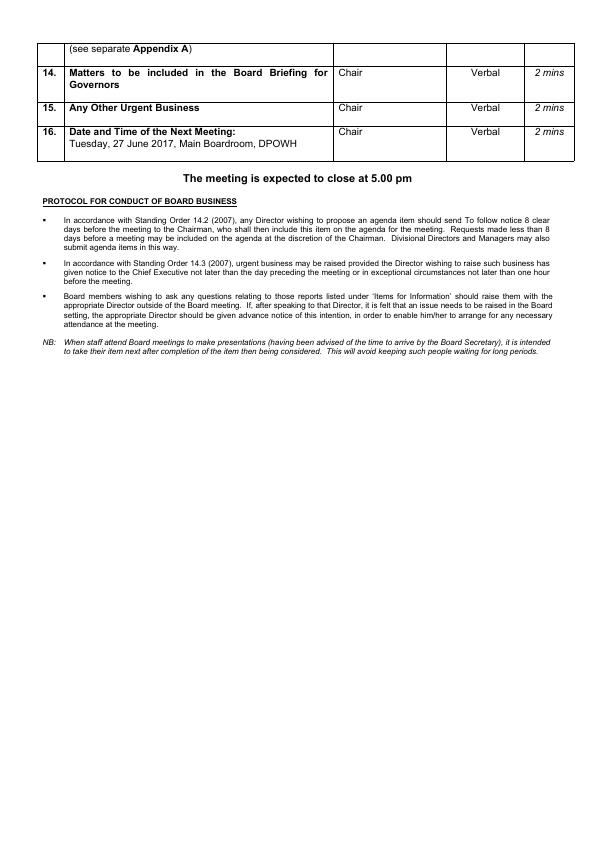 (see separate Appendix A)
14. Matters to be included in the Board Briefing for Chair Verbal 2 mins
Governors
15. Any Other Urgent Business Chair Verbal 2 mins
16. Date and Time of the Next Meeting: Chair Verbal 2 mins
Tuesday, 27 June 2017, Main Boardroom, DPOWH
The meeting is expected to close at 5.00 pm
PROTOCOL FOR CONDUCT OF BOARD BUSINESS
▪ In accordance with Standing Order 14.2 (2007), any Director wishing to propose an agenda item should send To follow notice 8 clear
days before the meeting to the Chairman, who shall then include this item on the agenda for the meeting. Requests made less than 8
days before a meeting may be included on the agenda at the discretion of the Chairman. Divisional Directors and Managers may also
submit agenda items in this way.
▪ In accordance with Standing Order 14.3 (2007), urgent business may be raised provided the Director wishing to raise such business has
given notice to the Chief Executive not later than the day preceding the meeting or in exceptional circumstances not later than one hour
before the meeting.
▪ Board members wishing to ask any questions relating to those reports listed under ‘Items for Information’ should raise them with the
appropriate Director outside of the Board meeting. If, after speaking to that Director, it is felt that an issue needs to be raised in the Board
setting, the appropriate Director should be given advance notice of this intention, in order to enable him/her to arrange for any necessary
attendance at the meeting.
NB: When staff attend Board meetings to make presentations (having been advised of the time to arrive by the Board Secretary), it is intended
to take their item next after completion of the item then being considered. This will avoid keeping such people waiting for long periods.